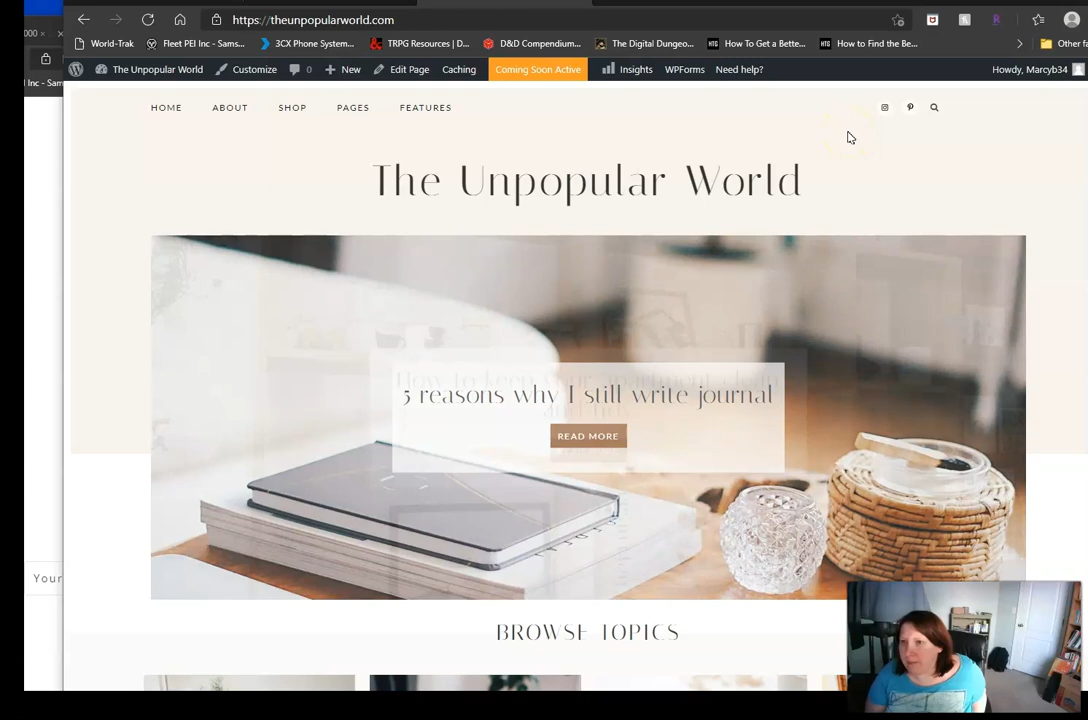 https://theunpopularworld.com
000 ×
World-Trak
Fleet PEI Inc - Sams...
3CX Phone System...
TRPG Resources | D...
D&D Compendium...
The Digital Dungeo...
How To Get a Bette...
How to Find the Be...
Other fa
The Unpopular World
Customize
0
New
Edit Page
Caching
Coming Soon Active
Insights
WPForms
Need help?
Howdy, Marcyb34
Inc - Sam
HOME ABOUT SHOP PAGES FEATURES
The Unpopular World
5 reasons why I still write journal
READ MORE
Your
BROWSE TOPICS